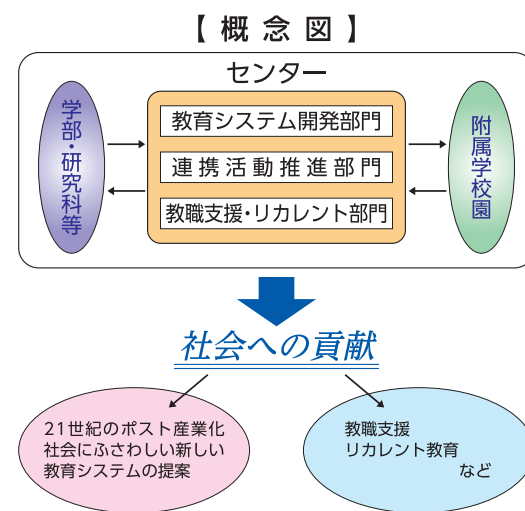 【概念図】
センター
学部・研究科等
教育システム開発部門
連携活動推進部門
教職支援・リカレント部門
附属学校園
社会への貢献
21世紀のポスト産業化
社会にふさわしい新しい
教育システムの提案
教職支援
リカレント教育
など